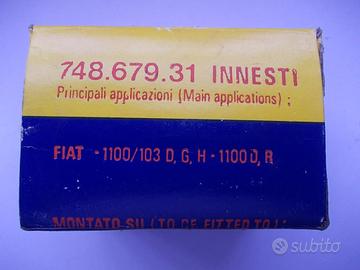 748.679.31 INNESTI
Principali applicazioni (Main applications) :
FIAT - 1100/103 D, G, H - 1100 D, R
MONTATO SU ( TO BE FITTED TO ) :
subito